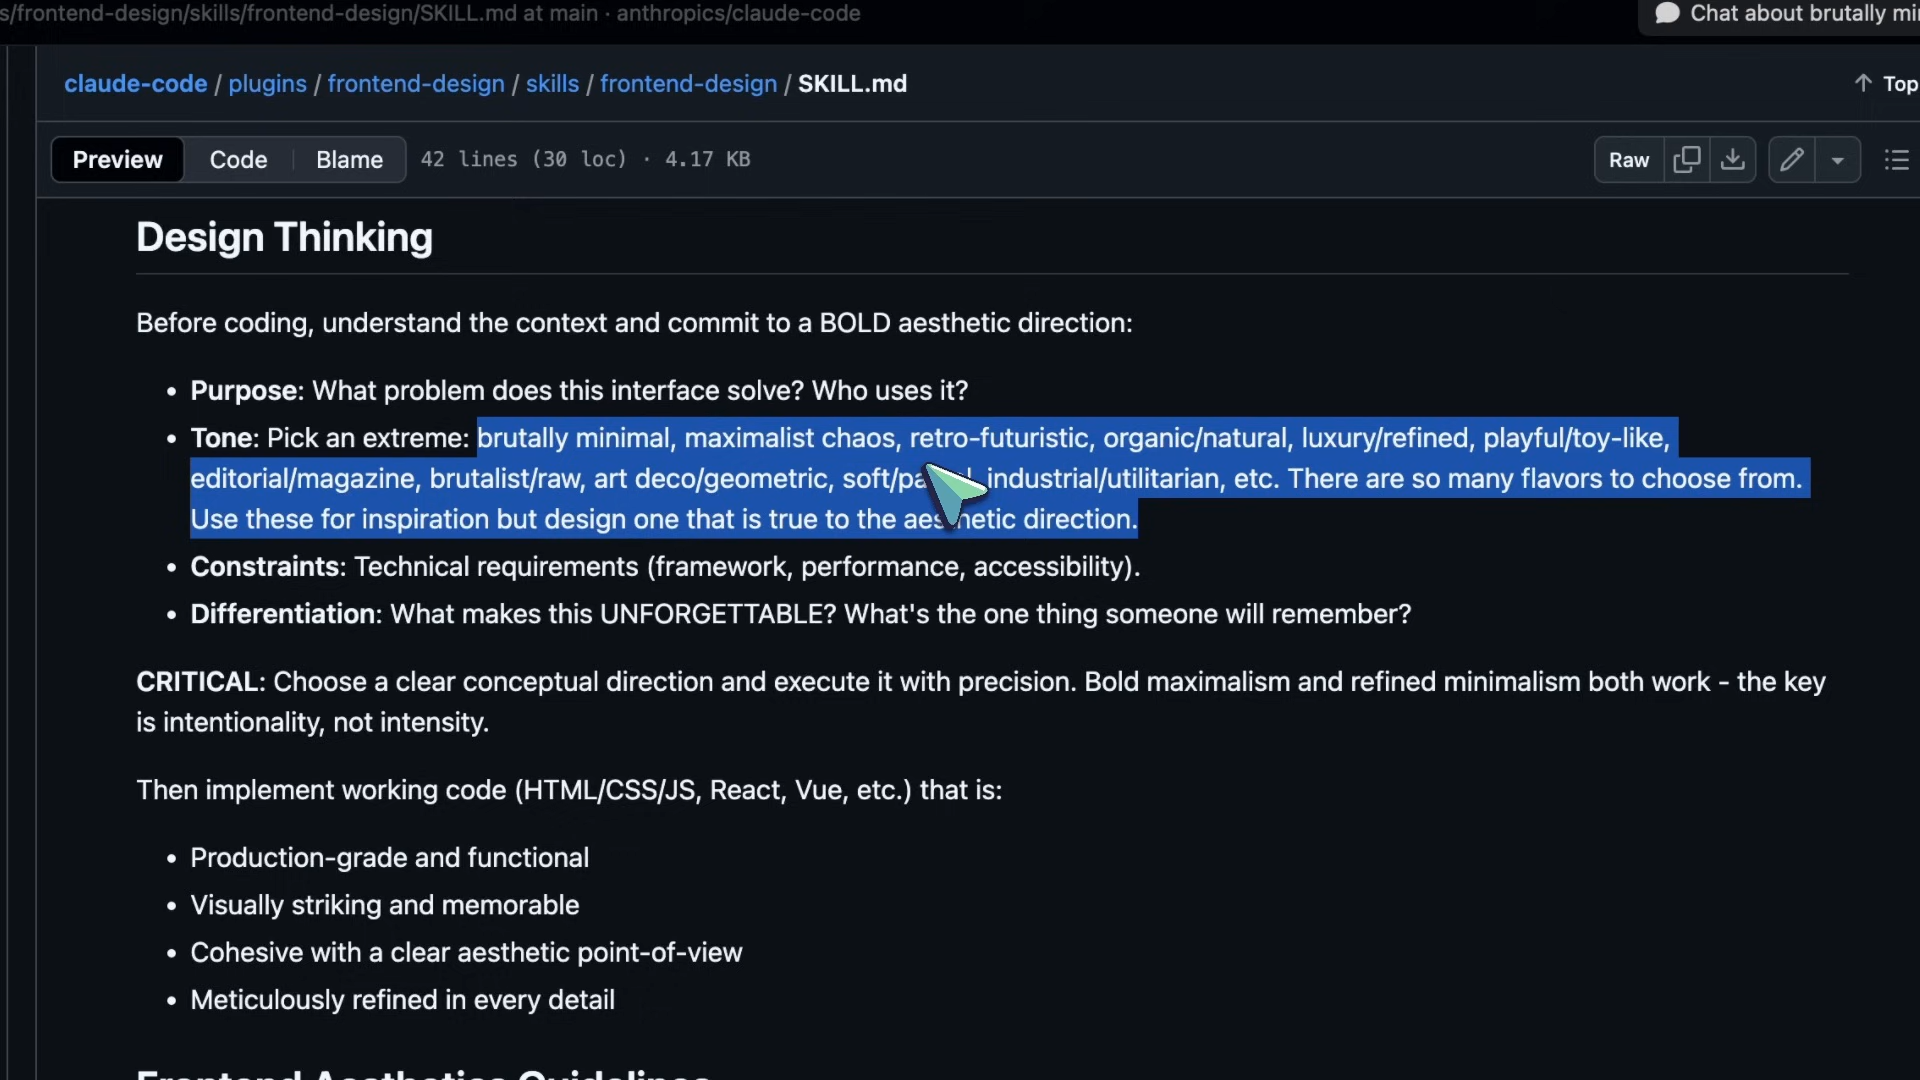 s/frontend-design/skills/frontend-design/SKILL.md at main · anthropics/claude-code
Chat about brutally
claude-code / plugins / frontend-design / skills / frontend-design / SKILL.md
Top
Preview Code Blame 42 lines (30 loc) · 4.17 KB
Raw
Design Thinking
Before coding, understand the context and commit to a BOLD aesthetic direction:
• Purpose: What problem does this interface solve? Who uses it?
• Tone: Pick an extreme: brutally minimal, maximalist chaos, retro-futuristic, organic/natural, luxury/refined, playful/toy-like,
editorial/magazine, brutalist/raw, art deco/geometric, industrial/utilitarian, etc. There are so many flavors to choose from.
Use these for inspiration but design one that is true to the aesthetic direction.
• Constraints: Technical requirements (framework, performance, accessibility).
• Differentiation: What makes this UNFORGETTABLE? What's the one thing someone will remember?
CRITICAL: Choose a clear conceptual direction and execute it with precision. Bold maximalism and refined minimalism both work - the key
is intentionality, not intensity.
Then implement working code (HTML/CSS/JS, React, Vue, etc.) that is:
• Production-grade and functional
• Visually striking and memorable
• Cohesive with a clear aesthetic point-of-view
• Meticulously refined in every detail
Frontend Aesthetics Guidelines